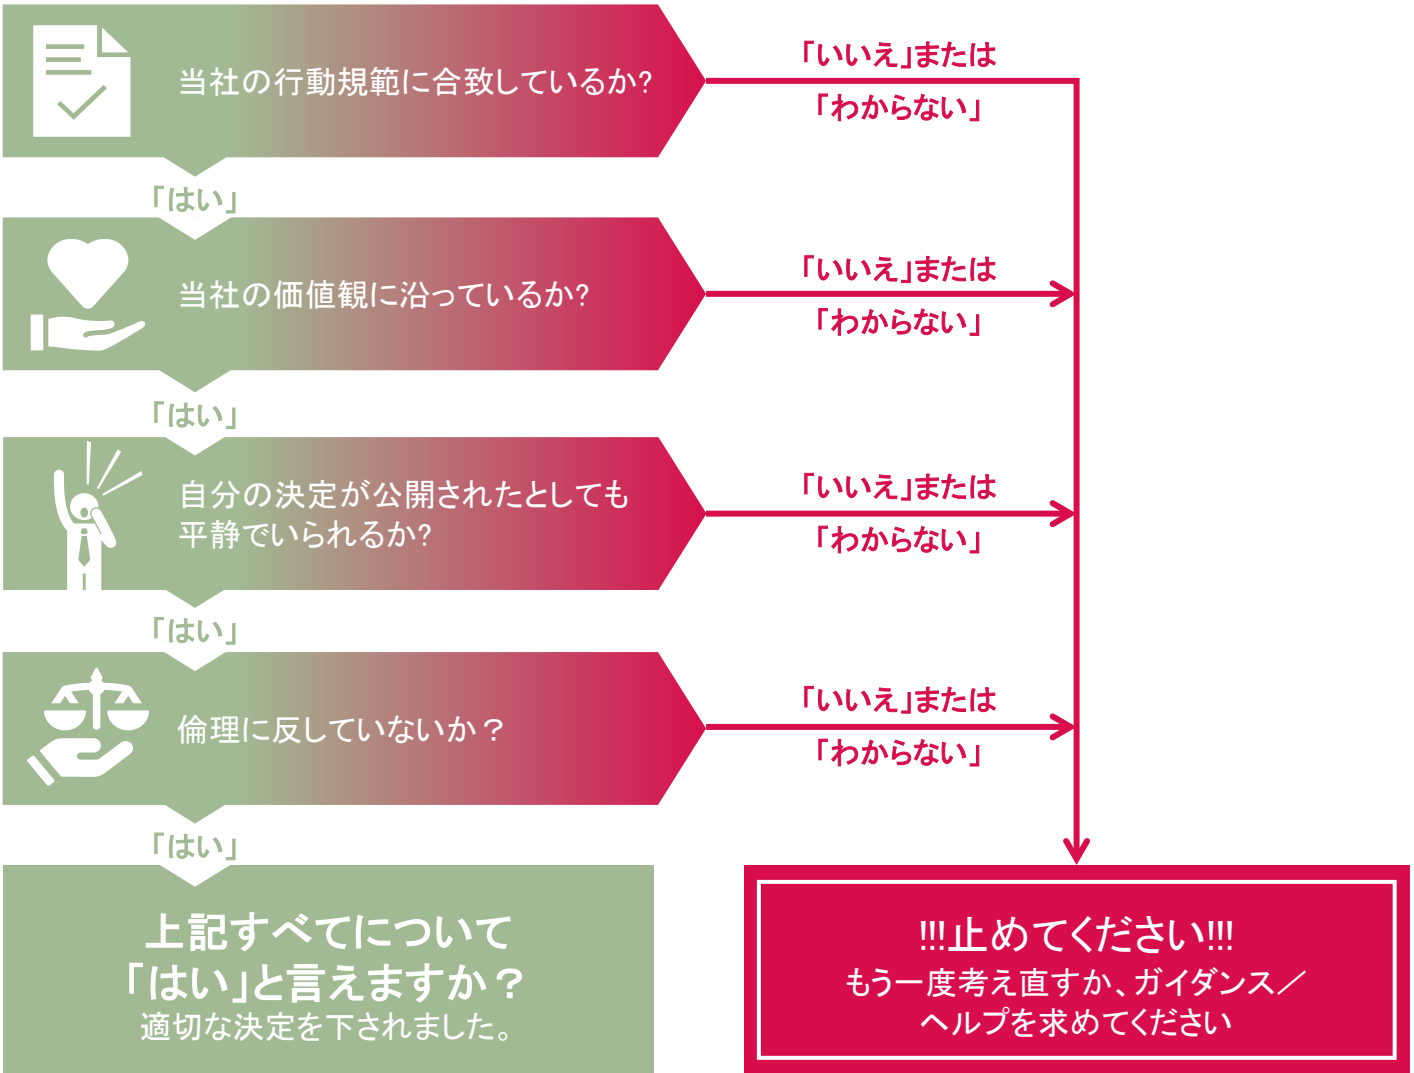 当社の行動規範に合致しているか?
「いいえ」または
「わからない」
「はい」
当社の価値観に沿っているか?
「いいえ」または
「わからない」
「はい」
自分の決定が公開されたとしても
平静でいられるか?
「いいえ」または
「わからない」
「はい」
倫理に反していないか？
「いいえ」または
「わからない」
「はい」
上記すべてについて
「はい」と言えますか？
適切な決定を下されました。
!!!止めてください!!!
もう一度考え直すか、ガイダンス／
ヘルプを求めてください